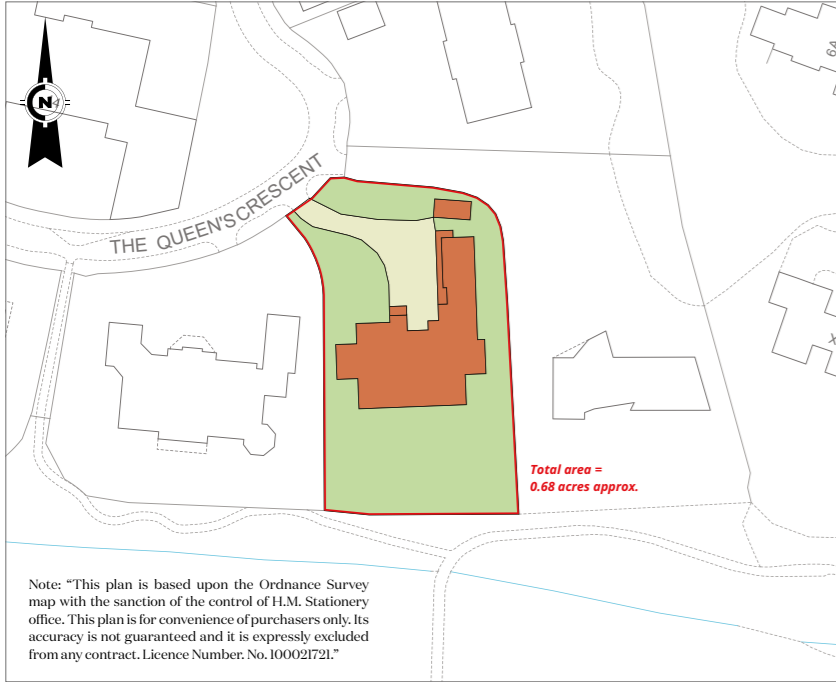 N
6A
THE QUEEN'S CRESCENT
X
Total area =
0.68 acres approx.
Note: “This plan is based upon the Ordnance Survey
map with the sanction of the control of H.M. Stationery
office. This plan is for convenience of purchasers only. Its
accuracy is not guaranteed and it is expressly excluded
from any contract. Licence Number. No. 100021721.”